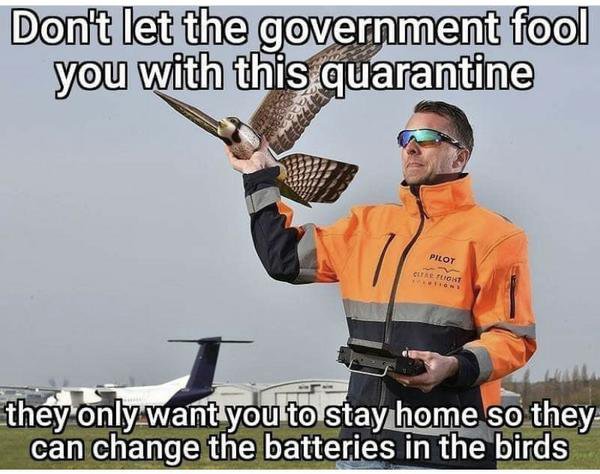 Don't let the government fool
you with this quarantine
PILOT
CLEAR FLIGHT
SOLUTIONS
they only want you to stay home so they
can change the batteries in the birds